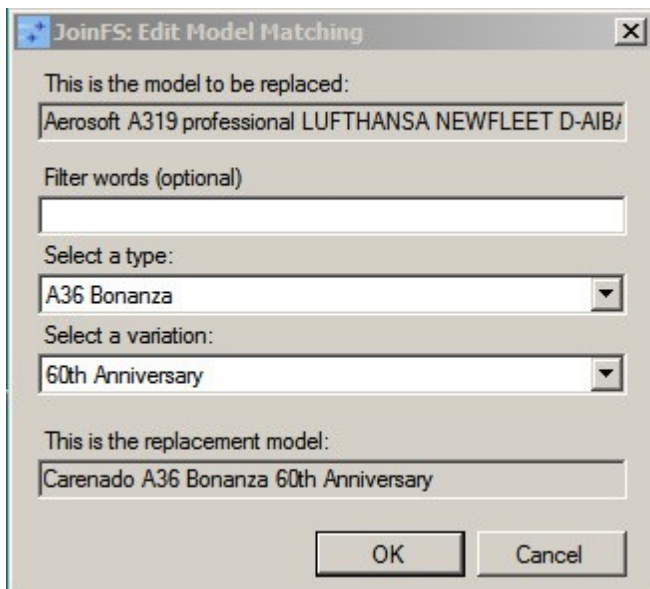 JoinFS: Edit Model Matching
This is the model to be replaced:
Aerosoft A319 professional LUFTHANSA NEWFLEET
Filter words (optional)
Select a type:
A36 Bonanza
Select a variation:
60th Anniversary
This is the replacement model:
Carenado A36 Bonanza 60th Anniversary
OK Cancel